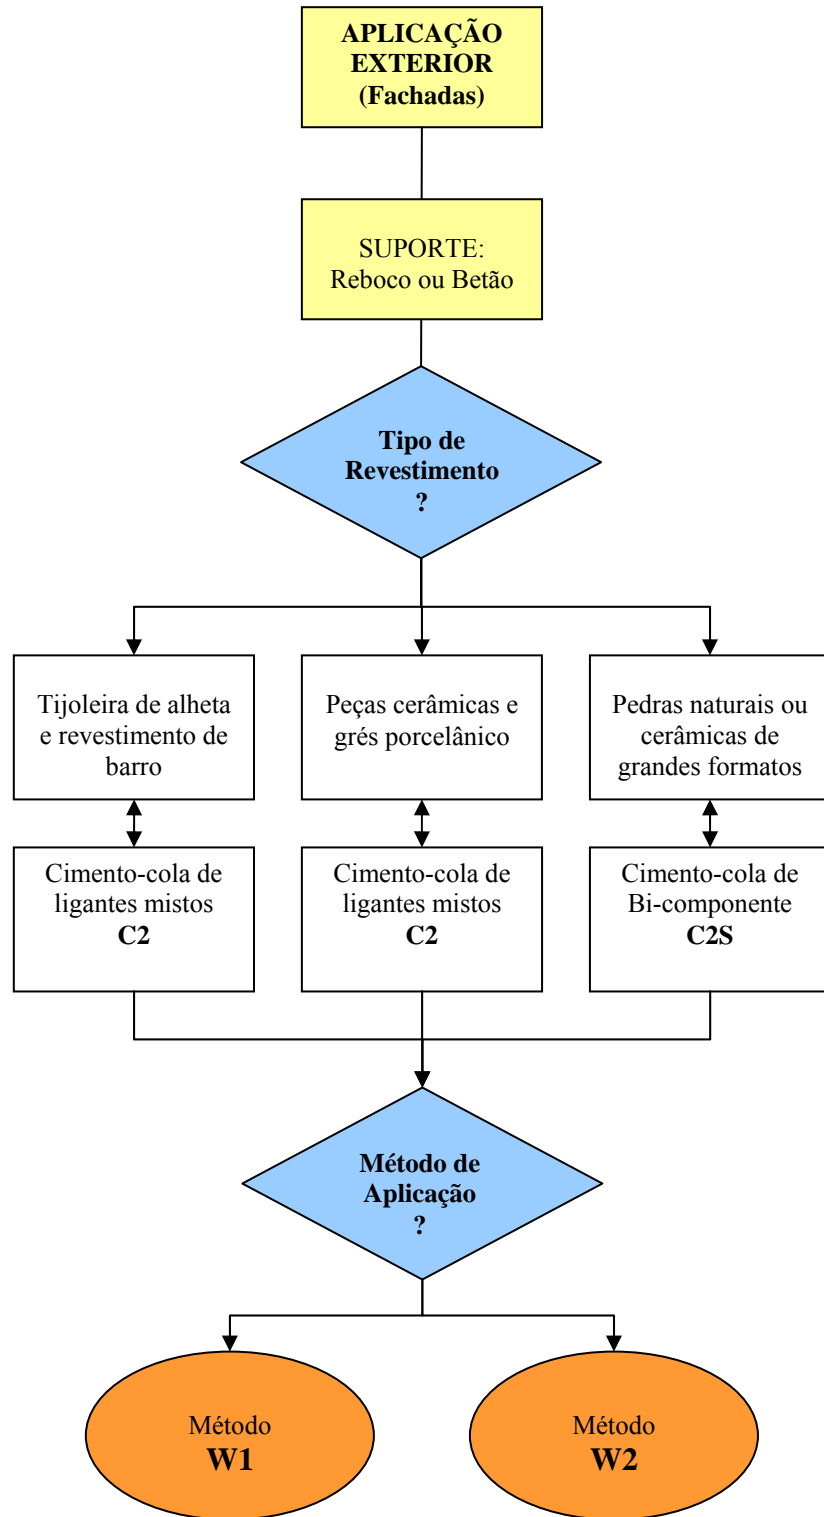 APLICAÇÃO
EXTERIOR
(Fachadas)
SUPORTE:
Reboco ou Betão
Tipo de
Revestimento
?
Tijoleira de alheta
e revestimento de
barro
Peças cerâmicas e
grés porcelânico
Pedras naturais ou
cerâmicas de
grandes formatos
Cimento-cola de
ligantes mistos
C2
Cimento-cola de
ligantes mistos
C2
Cimento-cola de
Bi-componente
C2S
Método de
Aplicação
?
Método
W1
Método
W2